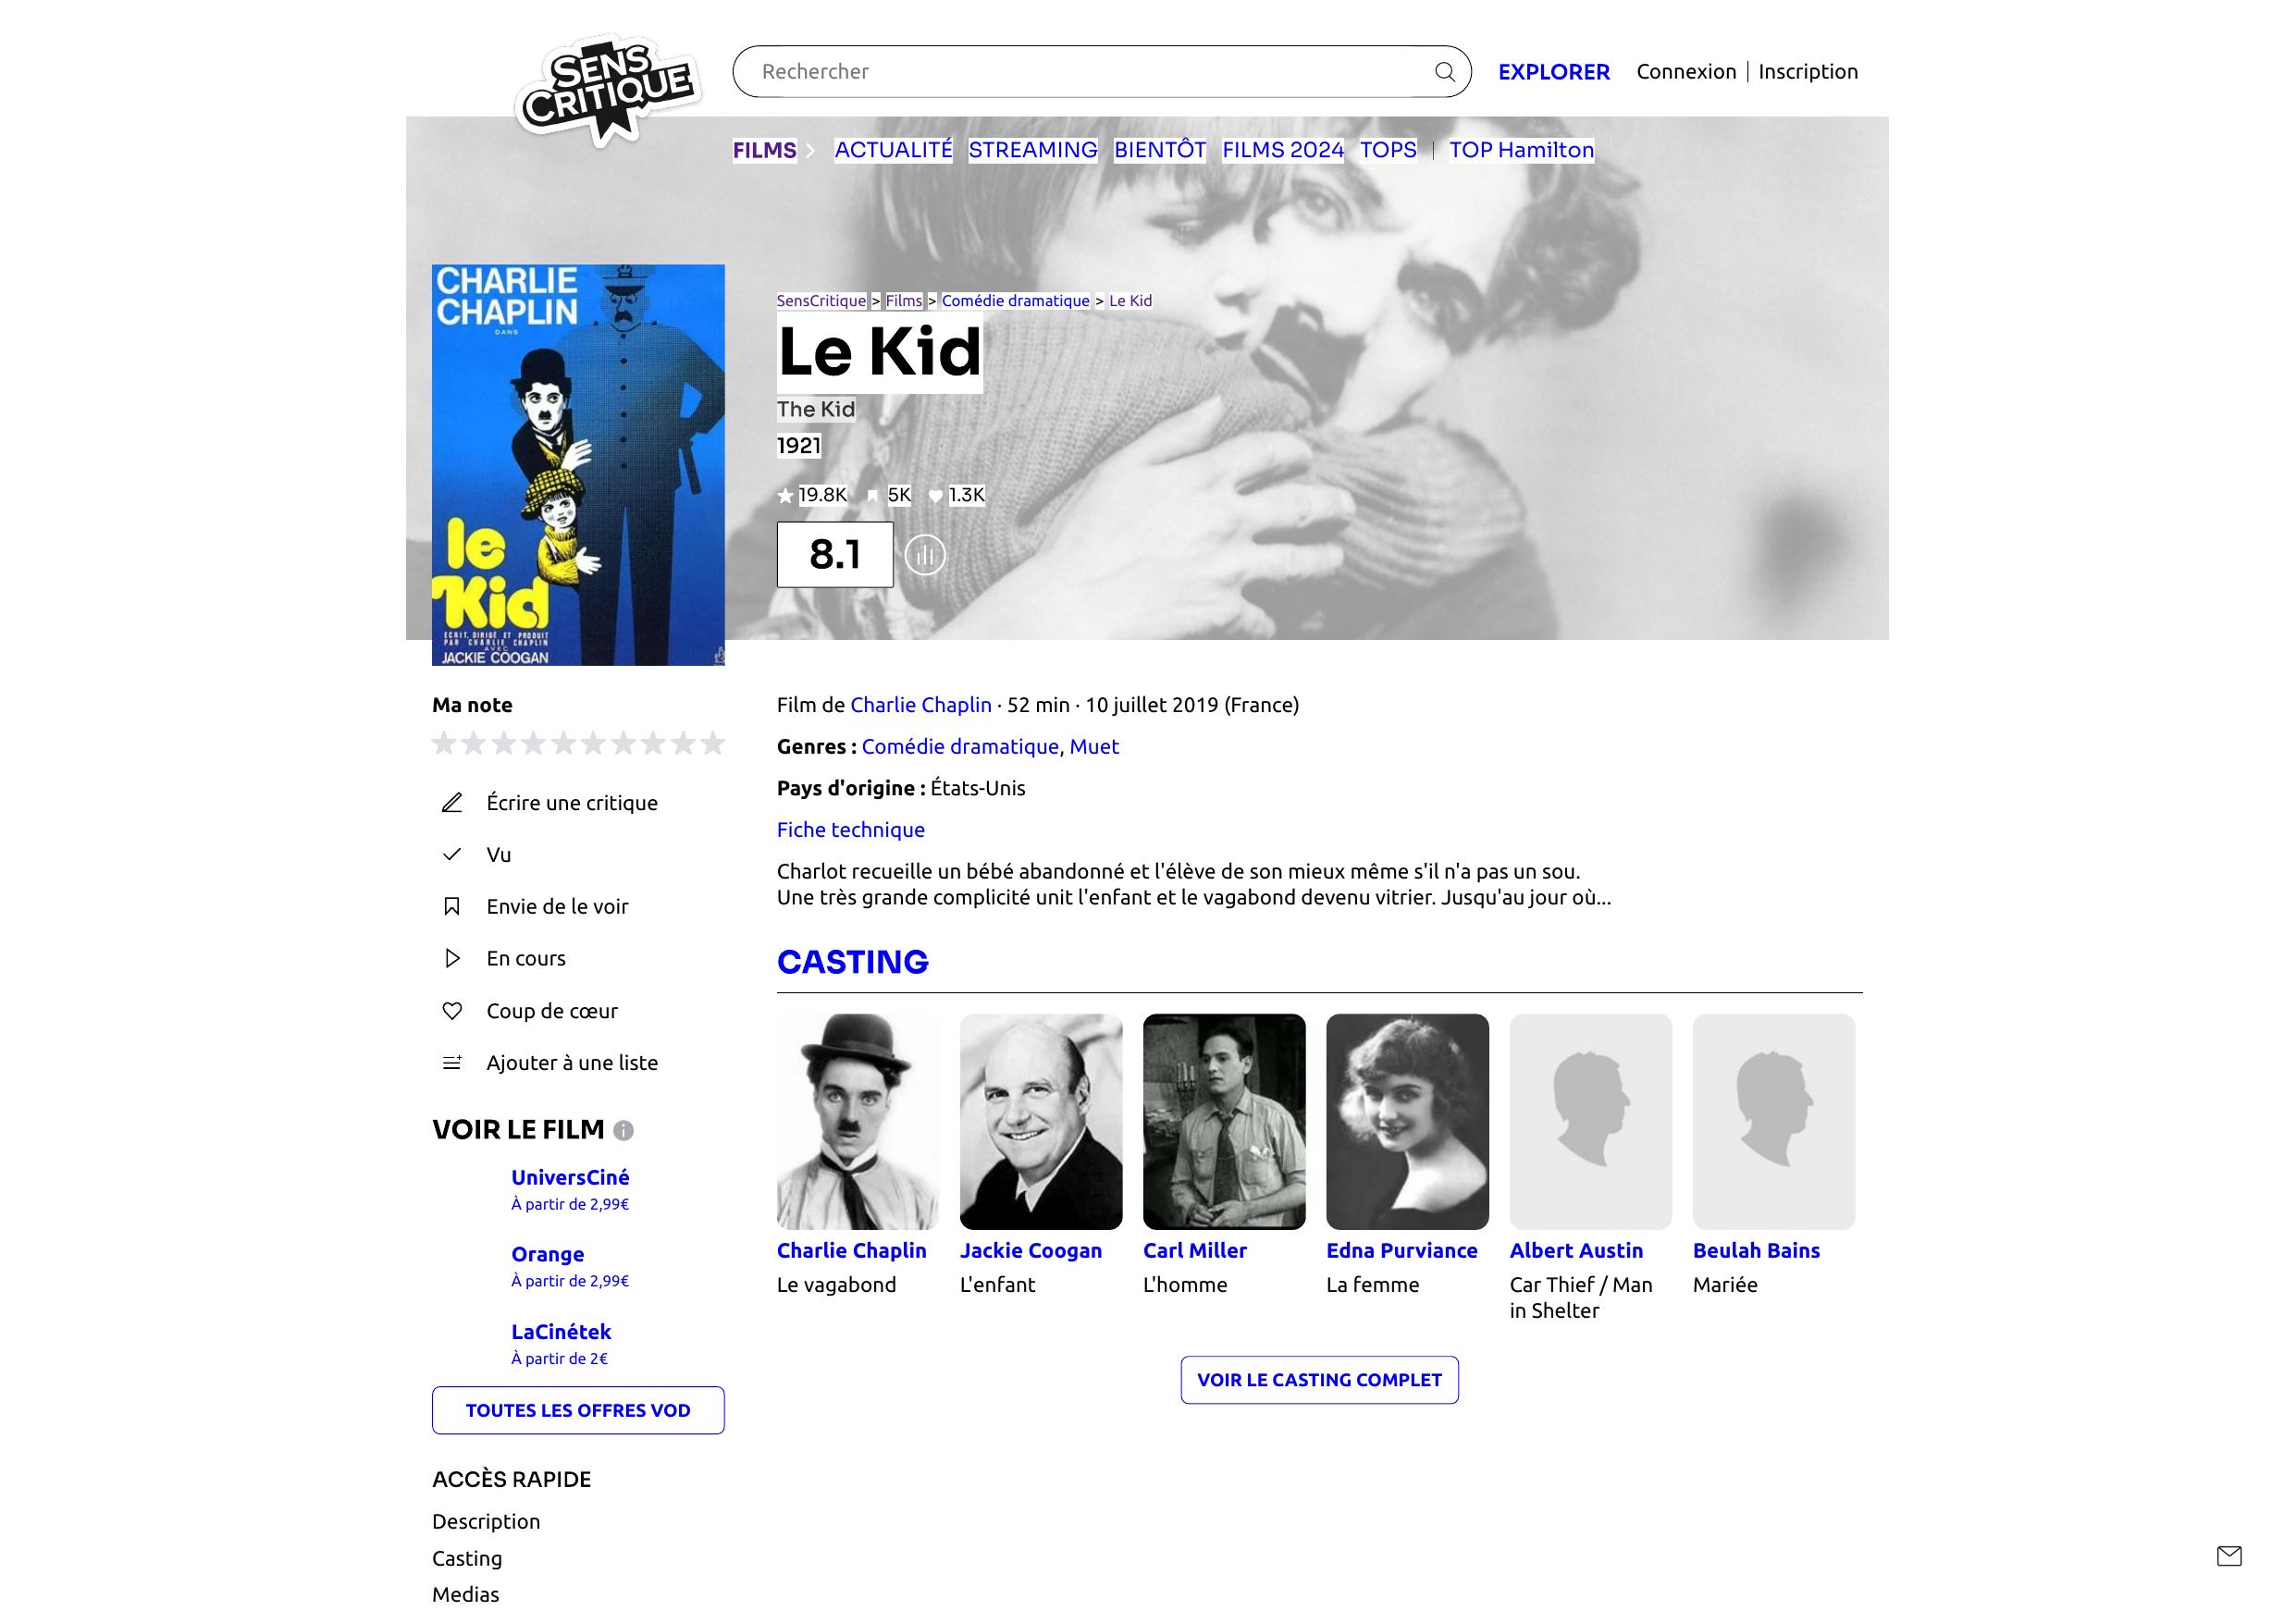 SENS
CRITIQUE
Rechercher
EXPLORER
Connexion
Inscription
FILMS
ACTUALITÉ
STREAMING
BIENTÔT
FILMS 2024
TOPS
TOP Hamilton
CHARLIE
CHAPLIN
DANS
le
Kid
ECRIT, DIRIGÉ ET PRODUIT
PAR CHARLIE CHAPLIN
AVEC
JACKIE COOGAN
SensCritique > Films > Comédie dramatique > Le Kid
Le Kid
The Kid
1921
19.8K 5K 1.3K
8.1
Ma note
Écrire une critique
Vu
Envie de le voir
En cours
Coup de cœur
Ajouter à une liste
VOIR LE FILM
UniversCiné
À partir de 2,99€
Orange
À partir de 2,99€
LaCinétek
À partir de 2€
TOUTES LES OFFRES VOD
ACCÈS RAPIDE
Description
Casting
Medias
Film de Charlie Chaplin · 52 min · 10 juillet 2019 (France)
Genres : Comédie dramatique, Muet
Pays d'origine : États-Unis
Fiche technique
Charlot recueille un bébé abandonné et l'élève de son mieux même s'il n'a pas un sou.
Une très grande complicité unit l'enfant et le vagabond devenu vitrier. Jusqu'au jour où...
CASTING
Charlie Chaplin
Le vagabond
Jackie Coogan
L'enfant
Carl Miller
L'homme
Edna Purviance
La femme
Albert Austin
Car Thief / Man
in Shelter
Beulah Bains
Mariée
VOIR LE CASTING COMPLET